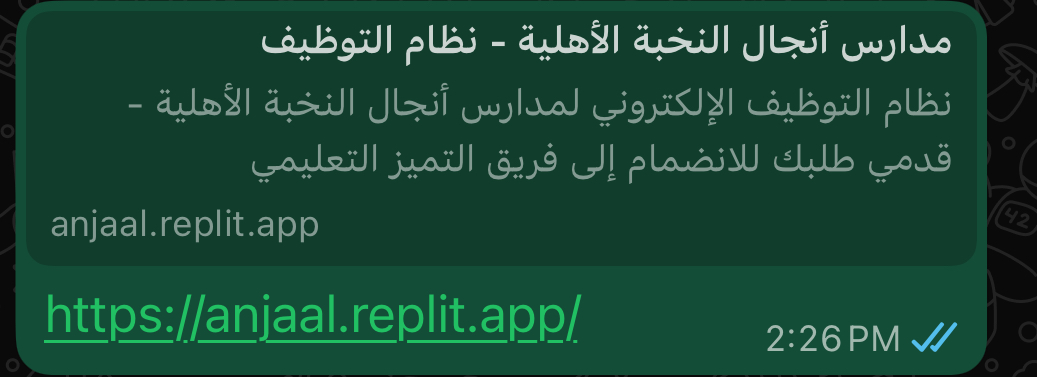 مدارس أنجال النخبة الأهلية - نظام التوظيف
نظام التوظيف الإلكتروني لمدارس أنجال النخبة الأهلية -
قدمي طلبك للانضمام إلى فريق التميز التعليمي
anjaal.replit.app
https://anjaal.replit.app/
2:26 PM